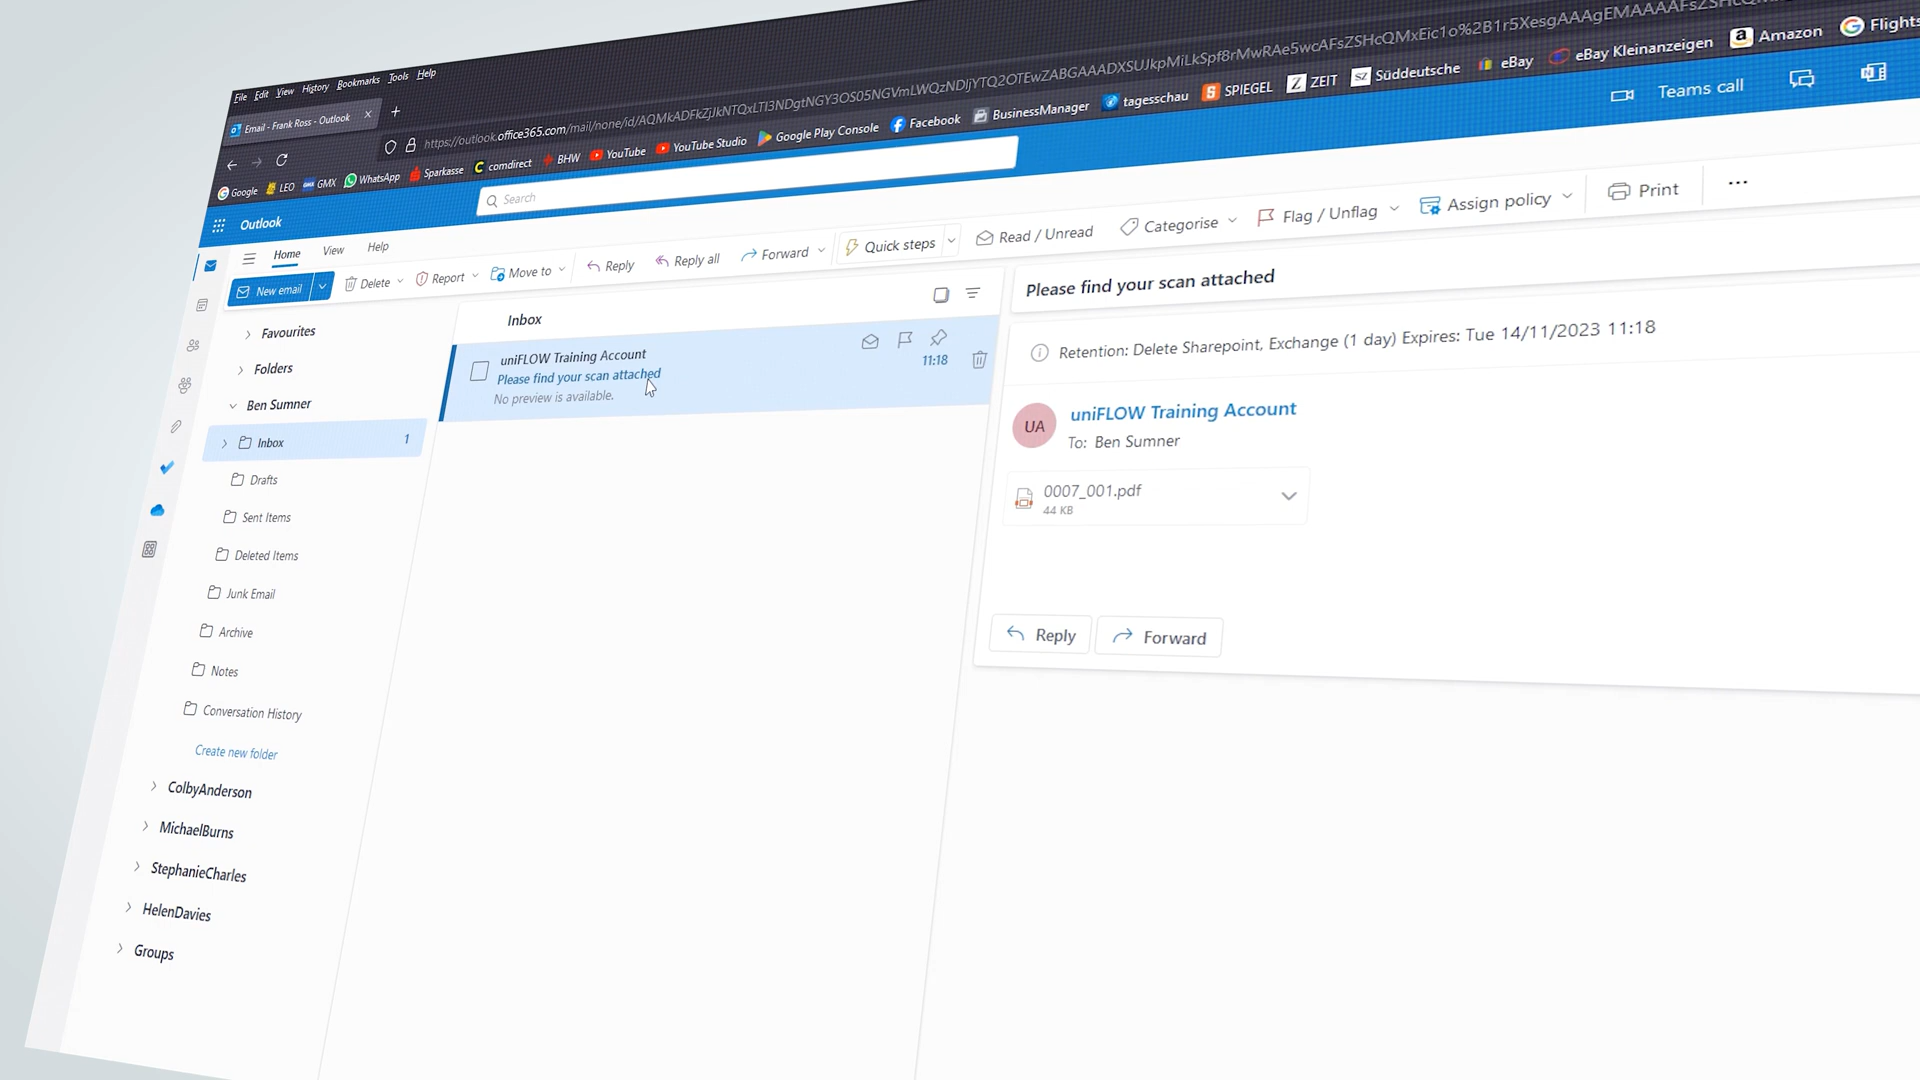 File Edit View History Bookmarks Tools Help
Email - Frank Ross - Outlook
https://outlook.office365.com/mail/none/id/
Google LEO GMX WhatsApp Sparkasse comdirect BHW YouTube YouTube Studio Google Play Console Facebook BusinessManager tagesschau SPIEGEL ZEIT Süddeutsche eBay eBay Kleinanzeigen Amazon
Outlook
Search
Teams call
Home View Help
New email
Delete Report Move to Reply Reply all Forward Quick steps Read / Unread Categorise Flag / Unflag Assign policy Print
Favourites
Folders
Ben Sumner
Inbox 1
Drafts
Sent Items
Deleted Items
Junk Email
Archive
Notes
Conversation History
Create new folder
ColbyAnderson
MichaelBurns
StephanieCharles
HelenDavies
Groups
Inbox
uniFLOW Training Account
Please find your scan attached
11:18
No preview is available.
Please find your scan attached
Retention: Delete Sharepoint, Exchange (1 day) Expires: Tue 14/11/2023 11:18
UA
uniFLOW Training Account
To: Ben Sumner
0007_001.pdf
44 KB
Reply
Forward